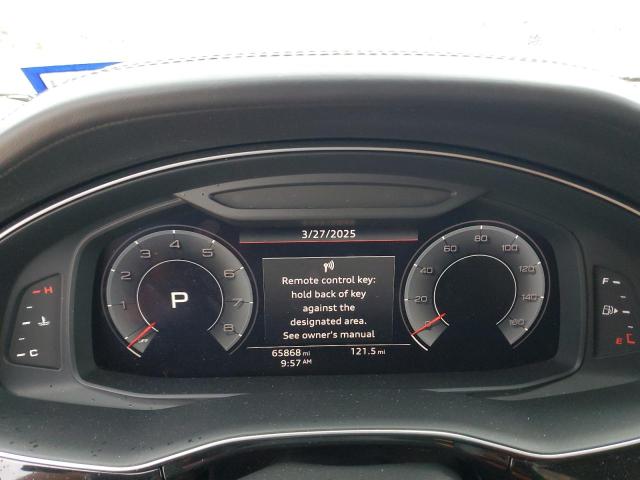 3/27/2025
Remote control key:
hold back of key
against the
designated area.
See owner's manual
65868 mi
121.5 mi
9:57 AM
P
1
2
3
4
5
6
7
8
0
20
40
60
80
100
120
140
160
H
C
F
E